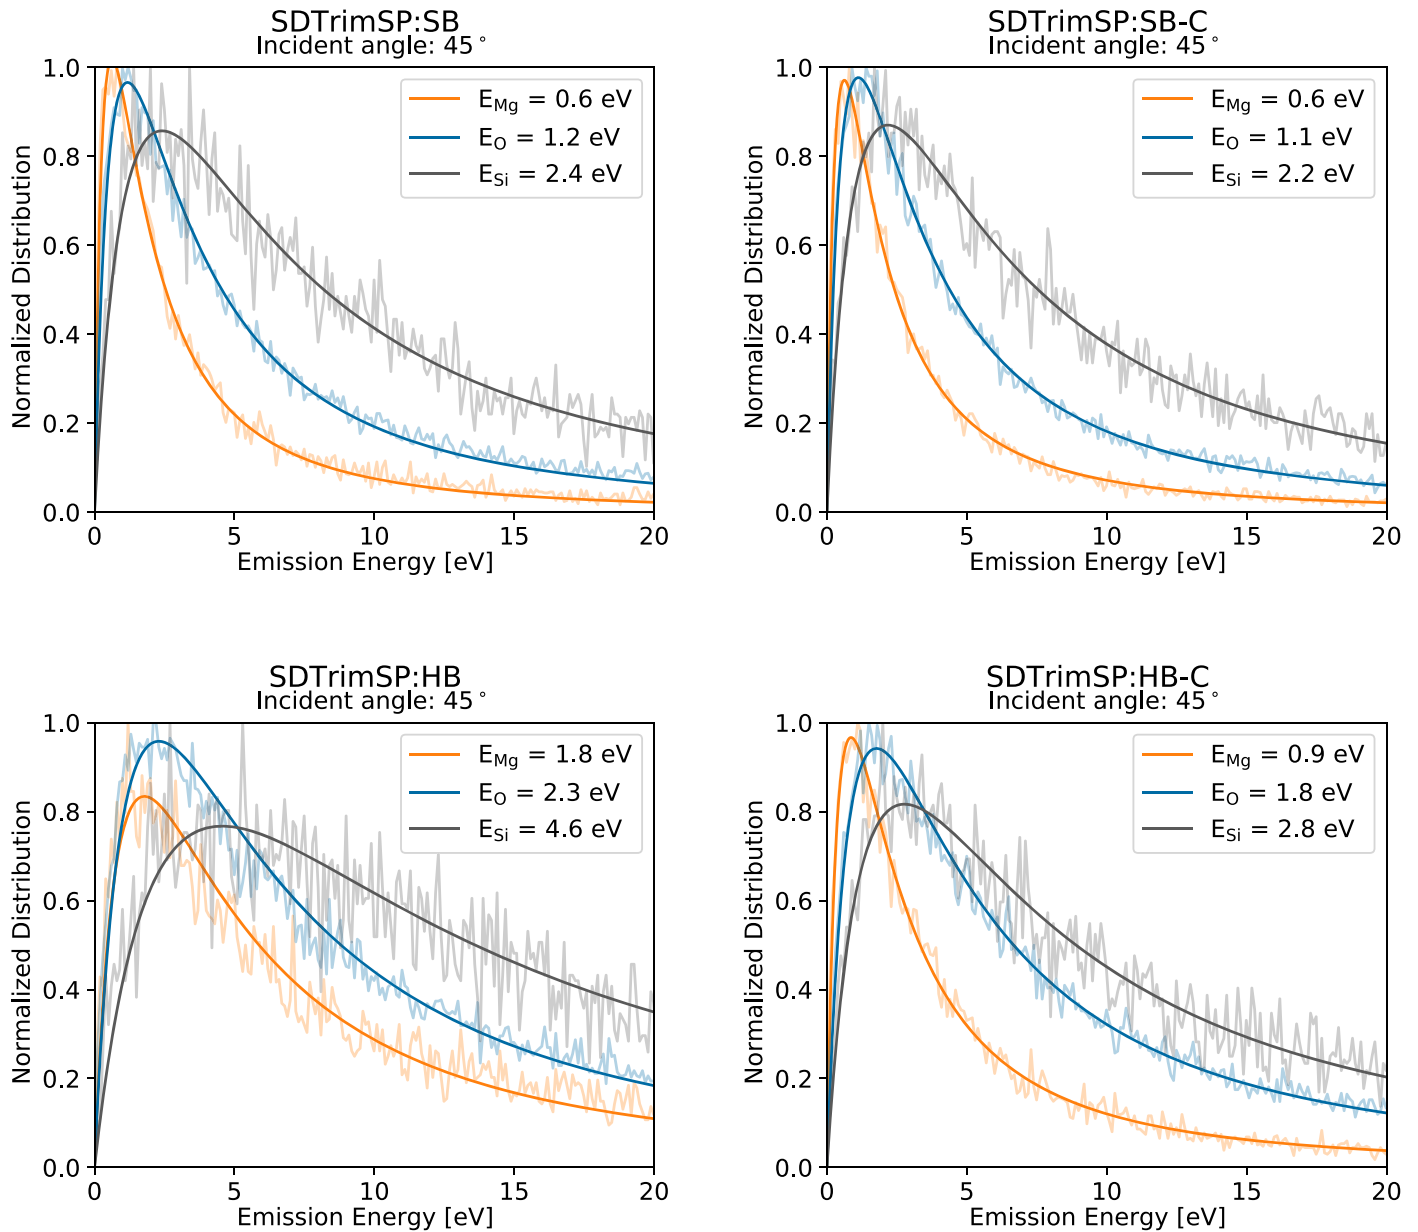 SDTrimSP:SB
Incident angle: 45°
1.0
0.8
0.6
0.4
0.2
0.0
Normalized Distribution
E_Mg = 0.6 eV
E_O = 1.2 eV
E_Si = 2.4 eV
0 5 10 15 20
Emission Energy [eV]
SDTrimSP:SB-C
Incident angle: 45°
1.0
0.8
0.6
0.4
0.2
0.0
Normalized Distribution
E_Mg = 0.6 eV
E_O = 1.1 eV
E_Si = 2.2 eV
0 5 10 15 20
Emission Energy [eV]
SDTrimSP:HB
Incident angle: 45°
1.0
0.8
0.6
0.4
0.2
0.0
Normalized Distribution
E_Mg = 1.8 eV
E_O = 2.3 eV
E_Si = 4.6 eV
0 5 10 15 20
Emission Energy [eV]
SDTrimSP:HB-C
Incident angle: 45°
1.0
0.8
0.6
0.4
0.2
0.0
Normalized Distribution
E_Mg = 0.9 eV
E_O = 1.8 eV
E_Si = 2.8 eV
0 5 10 15 20
Emission Energy [eV]